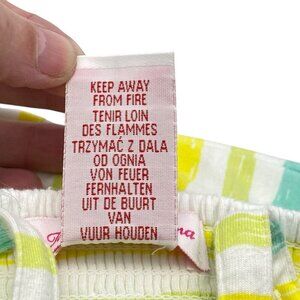 KEEP AWAY
FROM FIRE
TENIR LOIN
DES FLAMMES
TRZYMAĆ Z DALA
OD OGNIA
VON FEUER
FERNHALTEN
UIT DE BUURT
VAN
VUUR HOUDEN